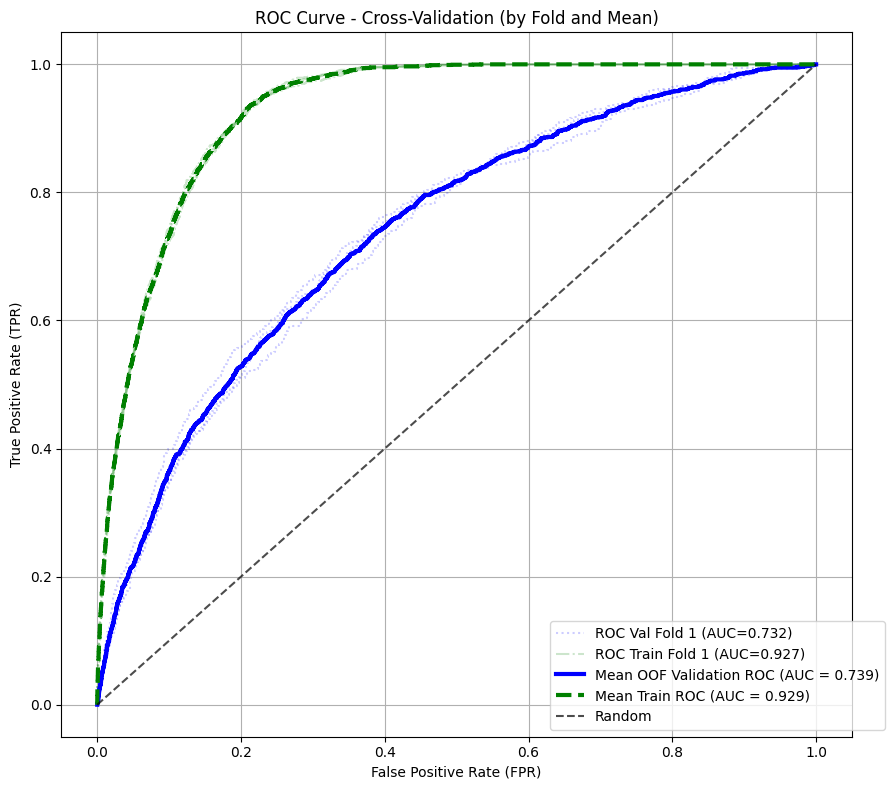 ROC Curve - Cross-Validation (by Fold and Mean)
True Positive Rate (TPR)
1.0
0.8
0.6
0.4
0.2
0.0
ROC Val Fold 1 (AUC=0.732)
ROC Train Fold 1 (AUC=0.927)
Mean OOF Validation ROC (AUC = 0.739)
Mean Train ROC (AUC = 0.929)
Random
0.0 0.2 0.4 0.6 0.8 1.0
False Positive Rate (FPR)